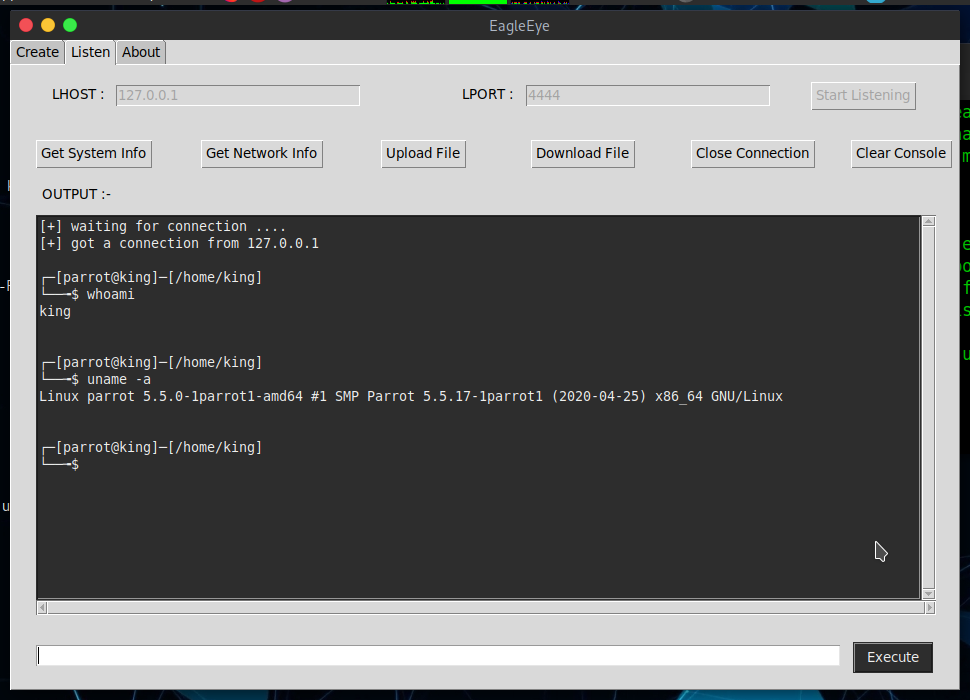 EagleEye
Create Listen About
LHOST : 127.0.0.1 LPORT : 4444 Start Listening
Get System Info Get Network Info Upload File Download File Close Connection Clear Console
OUTPUT :-
[+] waiting for connection ....
[+] got a connection from 127.0.0.1
┌─[parrot@king]─[/home/king]
└──╼$ whoami
king
┌─[parrot@king]─[/home/king]
└──╼$ uname -a
Linux parrot 5.5.0-1parrot1-amd64 #1 SMP Parrot 5.5.17-1parrot1 (2020-04-25) x86_64 GNU/Linux
┌─[parrot@king]─[/home/king]
└──╼$
Execute